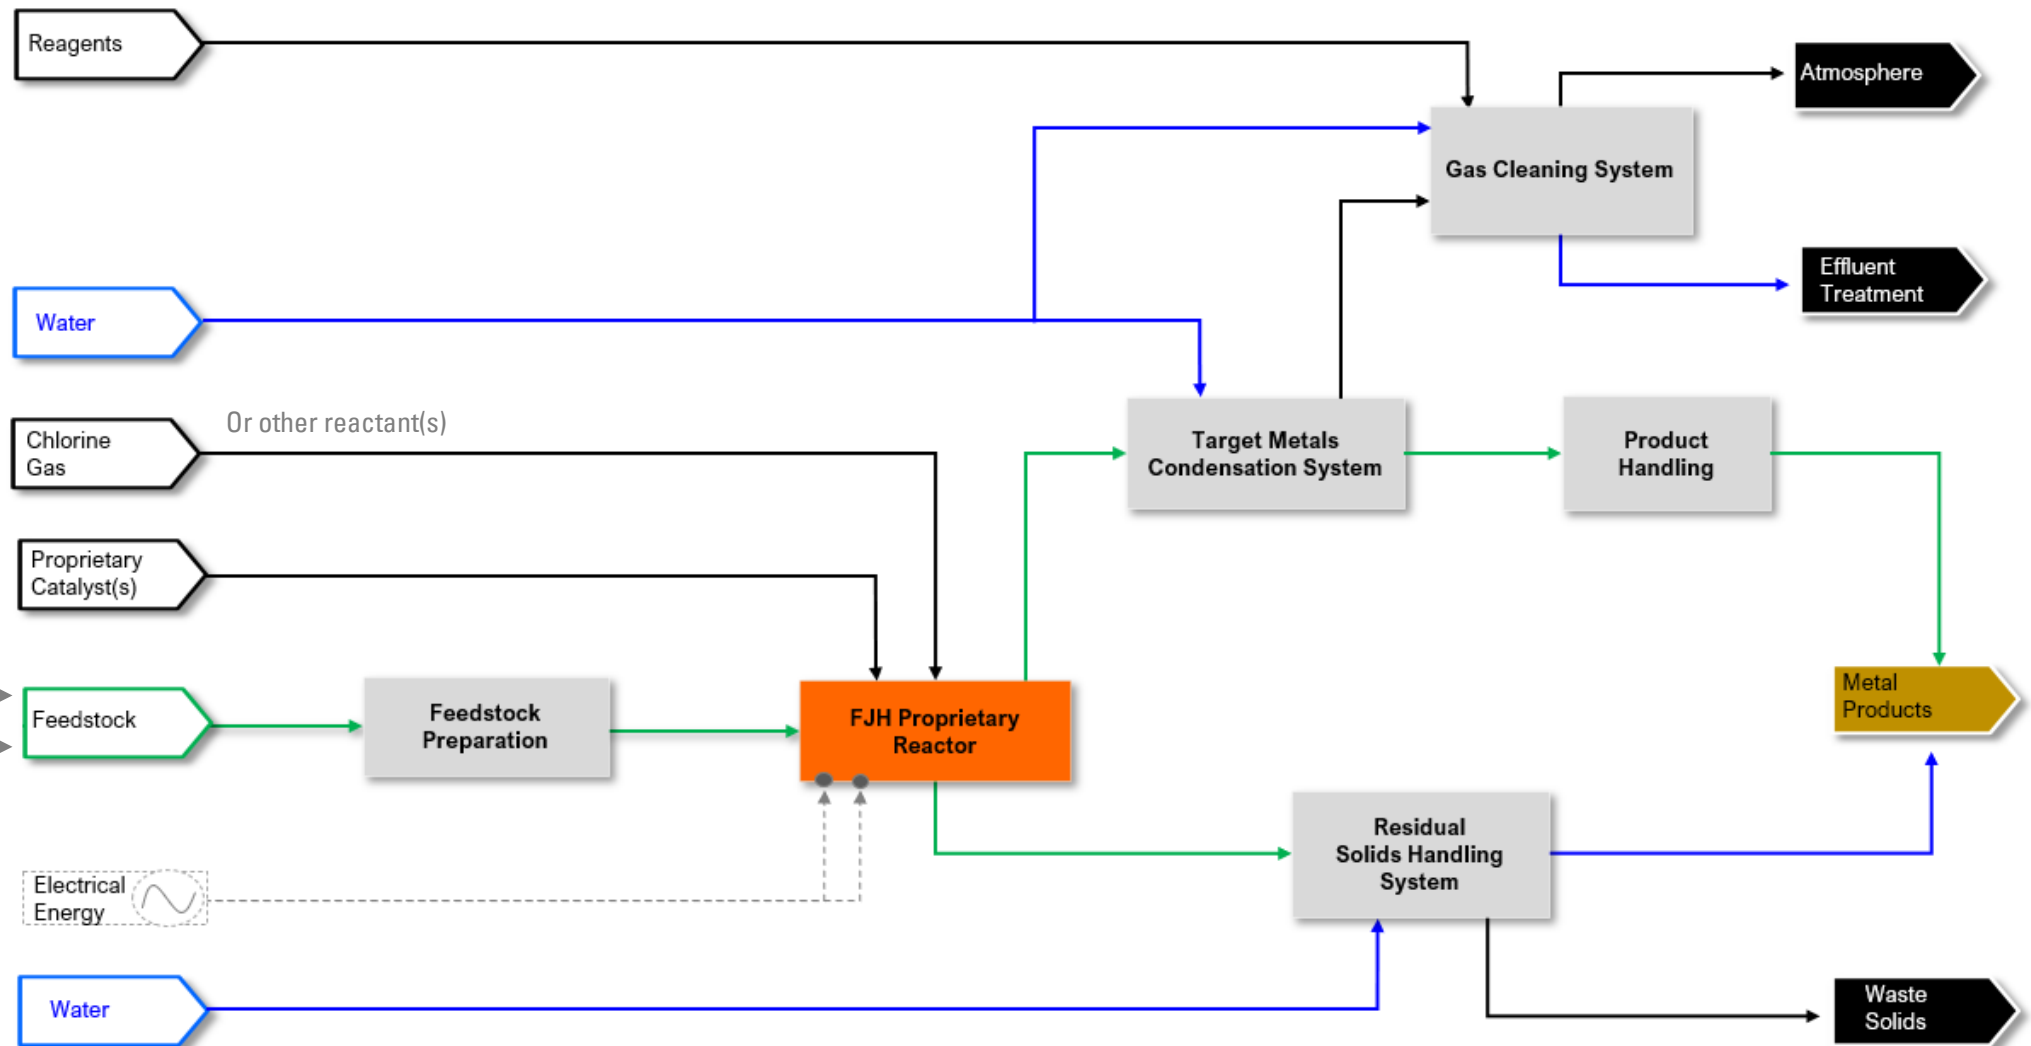 Reagents
Atmosphere
Gas Cleaning System
Effluent
Treatment
Water
Or other reactant(s)
Chlorine
Gas
Target Metals
Condensation System
Product
Handling
Proprietary
Catalyst(s)
Feedstock
Feedstock
Preparation
FJH Proprietary
Reactor
Metal
Products
Residual
Solids Handling
System
Electrical
Energy
Water
Waste
Solids